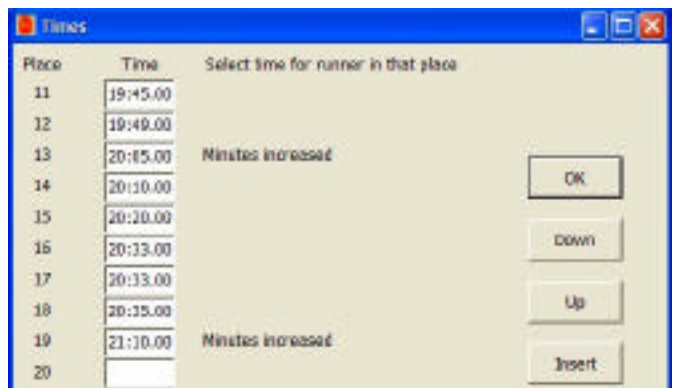 Times
Place Time Select time for runner in that place
11 19:45.00
12 19:49.00
13 20:05.00 Minutes increased
14 20:10.00
OK
15 20:20.00
Down
16 20:33.00
17 20:33.00
Up
18 20:35.00
19 21:10.00 Minutes increased
Insert
20